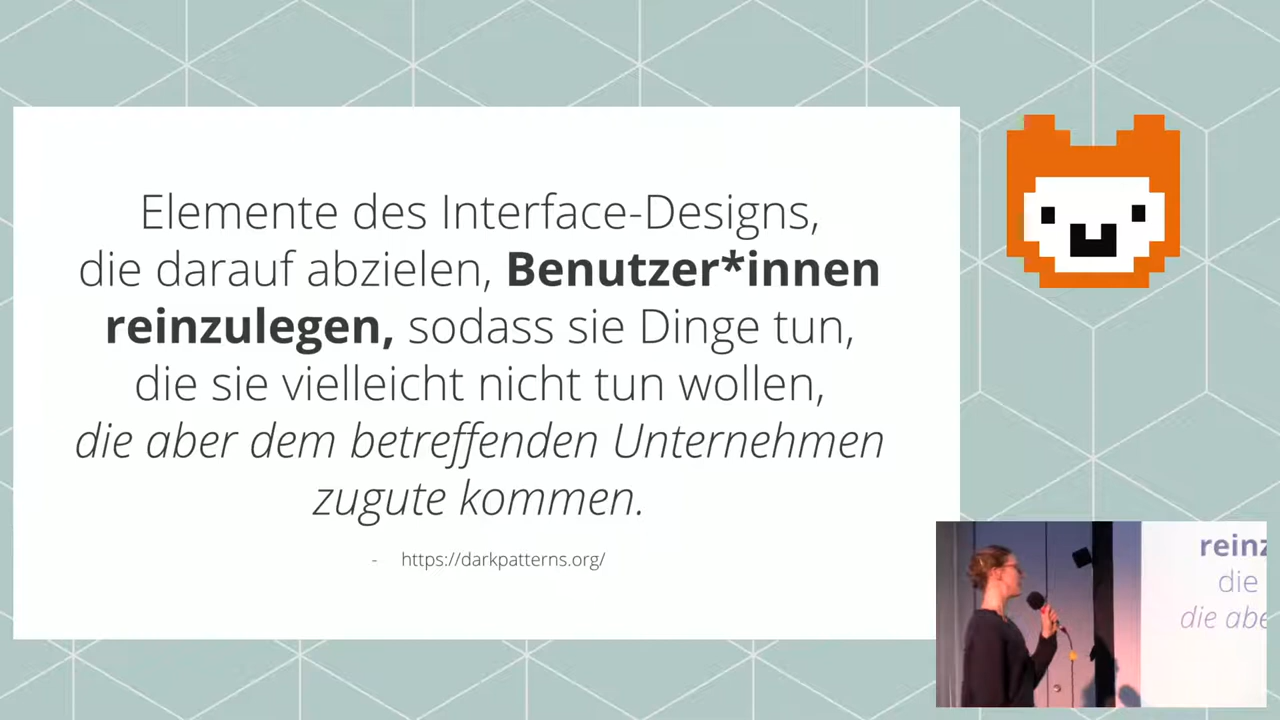 Elemente des Interface-Designs,
die darauf abzielen, Benutzer*innen
reinzulegen, sodass sie Dinge tun,
die sie vielleicht nicht tun wollen,
die aber dem betreffenden Unternehmen
zugute kommen.
- https://darkpatterns.org/
reinz
die
die abe